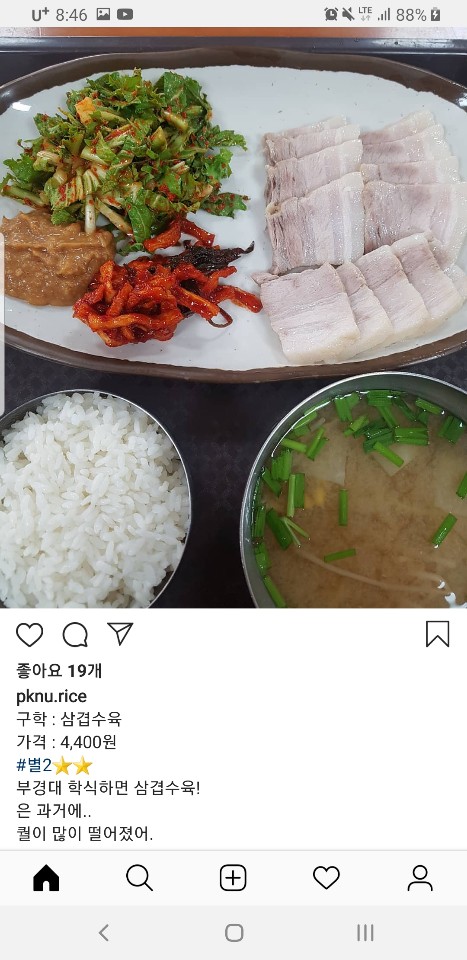 U+ 8:46 LTE 88%
좋아요 19개
pknu.rice
구학 : 삼겹수육
가격 : 4,400원
#별2⭐⭐
부경대 학식하면 삼겹수육!
은 과거에..
퀄이 많이 떨어졌어.